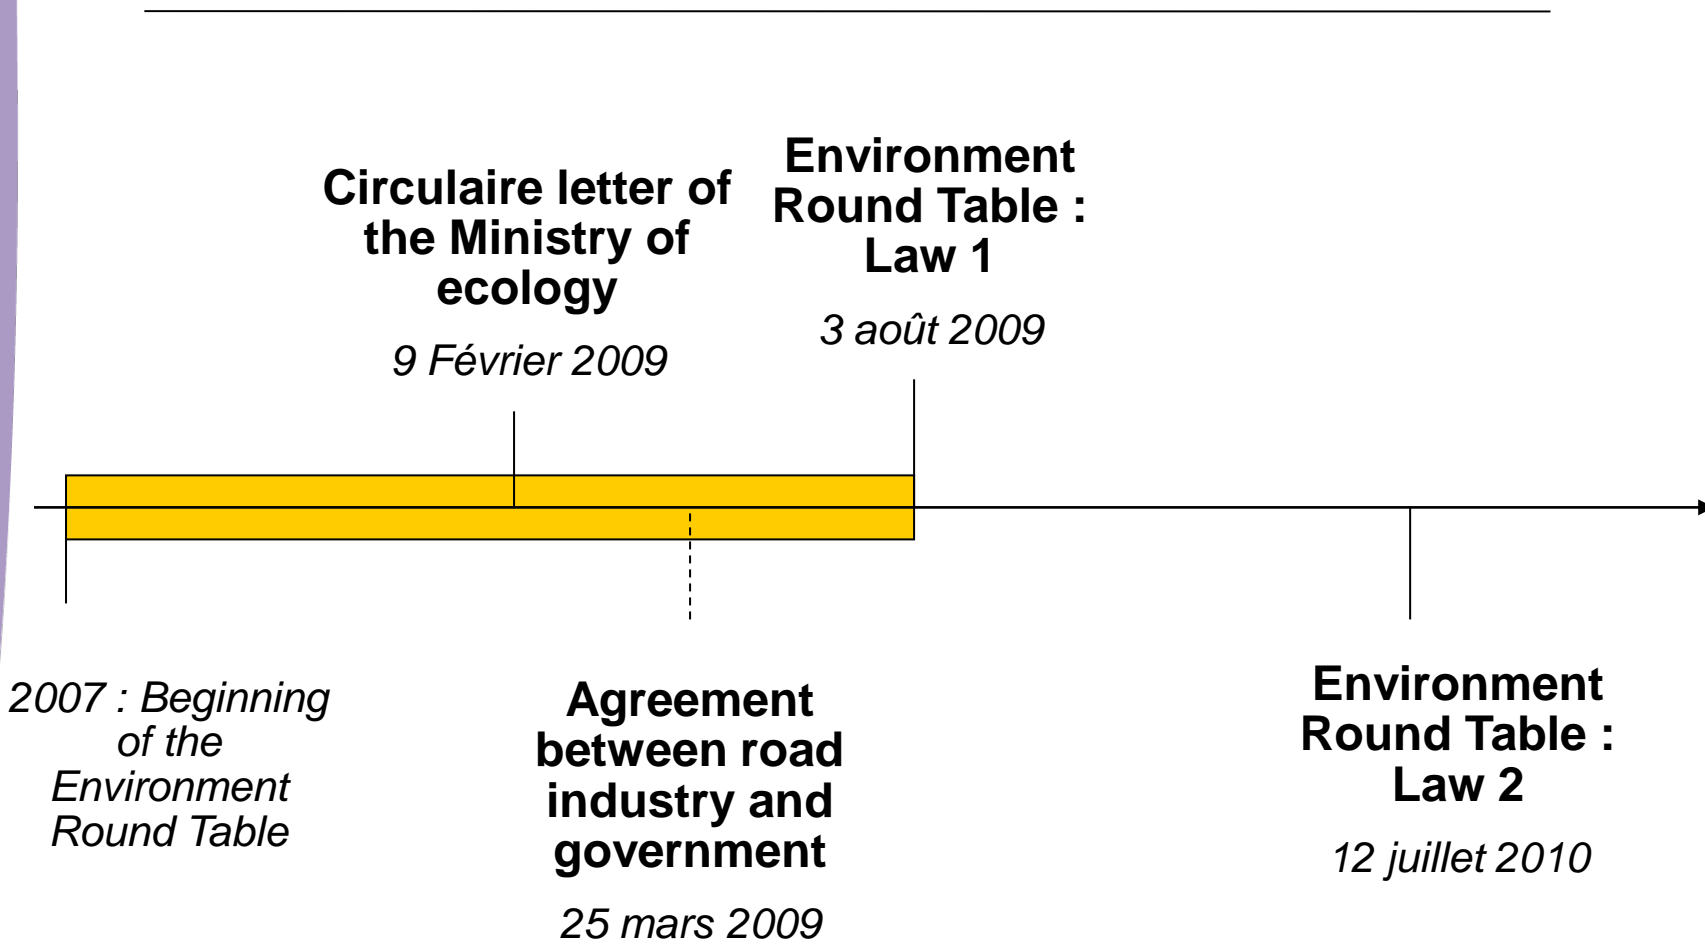 Circulaire letter of
the Ministry of
ecology
9 Février 2009
Environment
Round Table :
Law 1
3 août 2009
2007 : Beginning
of the
Environment
Round Table
Agreement
between road
industry and
government
25 mars 2009
Environment
Round Table :
Law 2
12 juillet 2010